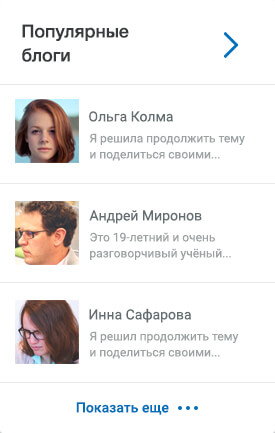 Популярные
блоги
Ольга Колма
Я решила продолжить тему
и поделиться своими...
Андрей Миронов
Это 19-летний и очень
разговорчивый учёный...
Инна Сафарова
Я решил продолжить тему
и поделиться своими...
Показать еще